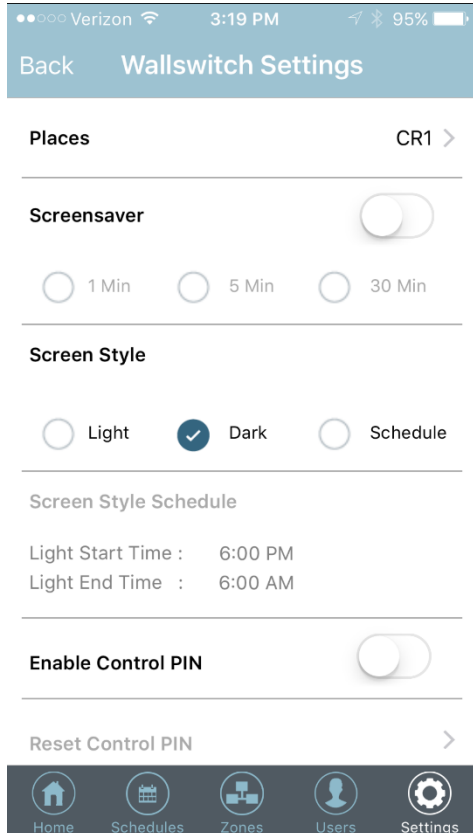 Verizon 3:19 PM 95%
Back Wallswitch Settings
Places CR1
Screensaver
1 Min 5 Min 30 Min
Screen Style
Light Dark Schedule
Screen Style Schedule
Light Start Time : 6:00 PM
Light End Time : 6:00 AM
Enable Control PIN
Reset Control PIN
Home Schedules Zones Users Settings